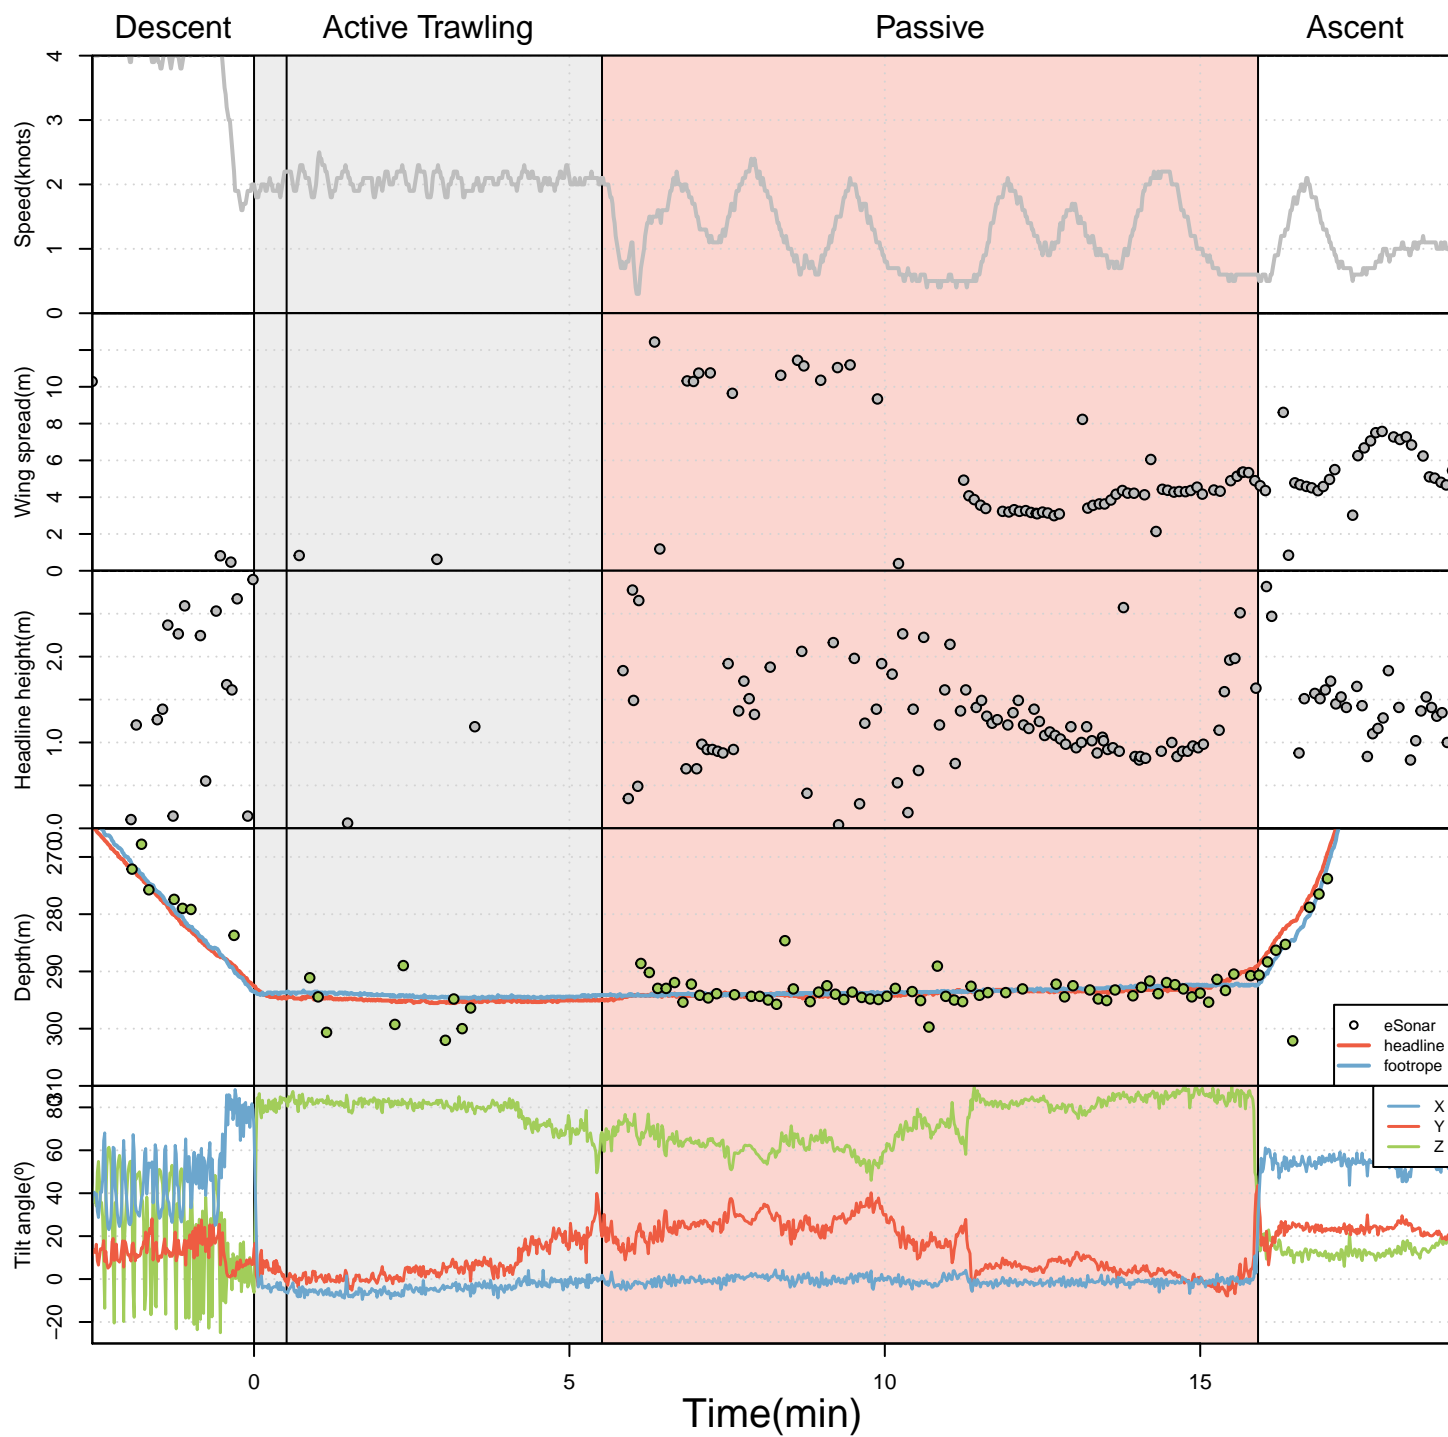 Descent Active Trawling Passive Ascent
Speed(knots)
4
3
2
1
0
Wing spread(m)
10
8
6
4
2
0
Headline height(m)
2.0
1.0
0.0
Depth(m)
270
280
290
300
310
eSonar
headline
footrope
Tilt angle(º)
80
60
40
20
0
−20
X
Y
Z
0 5 10 15
Time(min)